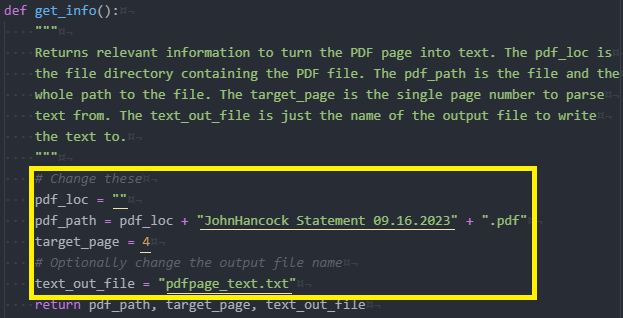 def get_info():
"""
Returns relevant information to turn the PDF page into text. The pdf_loc is
the file directory containing the PDF file. The pdf_path is the file and the
whole path to the file. The target_page is the single page number to parse
text from. The text_out_file is just the name of the output file to write
the text to.
"""
# Change these
pdf_loc = ""
pdf_path = pdf_loc + "JohnHancock Statement 09.16.2023" + ".pdf"
target_page = 4
# Optionally change the output file name
text_out_file = "pdfpage_text.txt"
return pdf_path, target_page, text_out_file